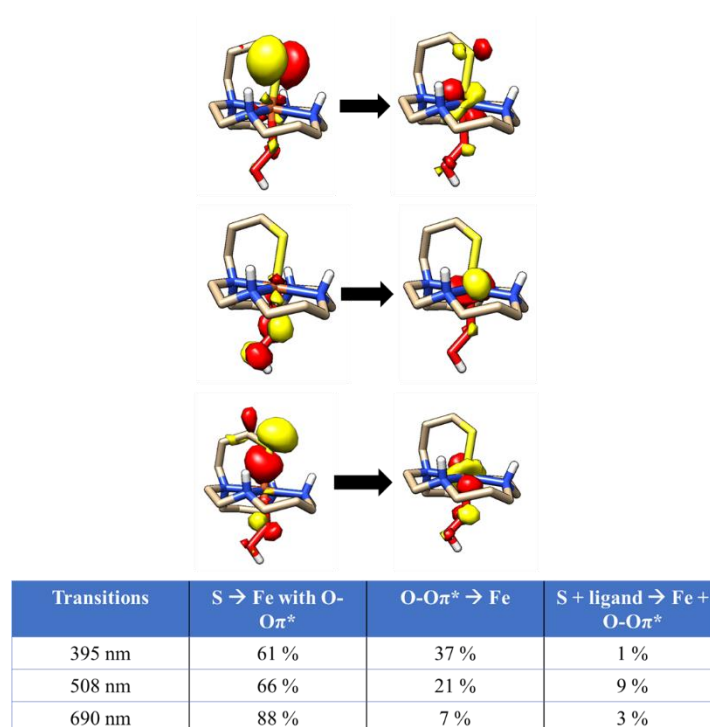 Transitions S → Fe with O- O-Oπ* → Fe S + ligand → Fe +
Oπ* O-Oπ*
395 nm 61 % 37 % 1 %
508 nm 66 % 21 % 9 %
690 nm 88 % 7 % 3 %